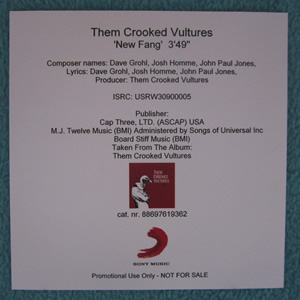 Them Crooked Vultures
'New Fang' 3'49"
Composer names: Dave Grohl, Josh Homme, John Paul Jones,
Lyrics: Dave Grohl, Josh Homme, John Paul Jones,
Producer: Them Crooked Vultures
ISRC: USRW30900005
Publisher:
Cap Three, LTD. (ASCAP) USA
M.J. Twelve Music (BMI) Administered by Songs of Universal Inc
Board Stiff Music (BMI)
Taken From The Album:
Them Crooked Vultures
THEM
CROOKED
VULTURES
cat. nr. 88697619362
SONY MUSIC
Promotional Use Only - NOT FOR SALE